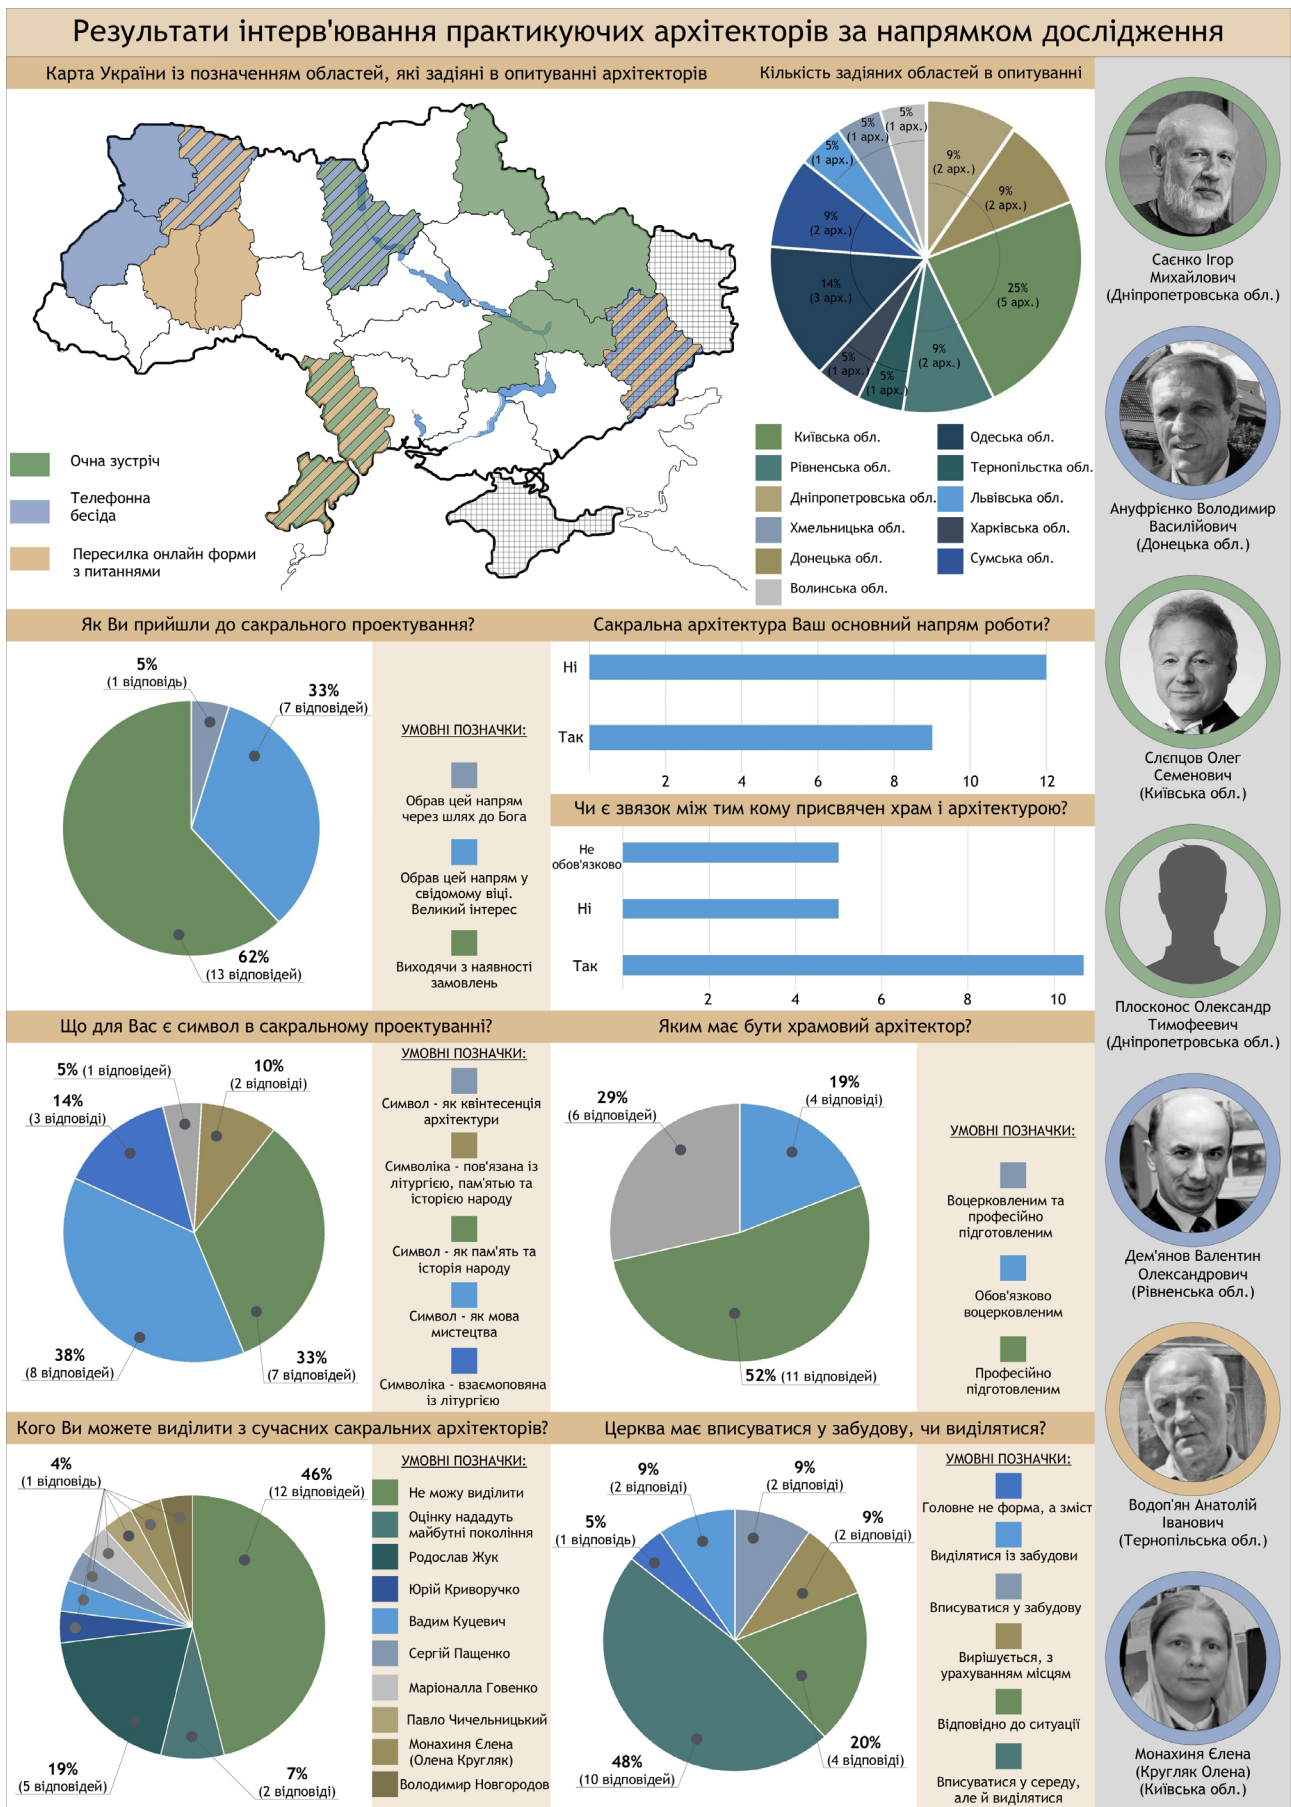 Результати інтерв'ювання практикуючих архітекторів за напрямком дослідження
Карта України із позначенням областей, які задіяні в опитуванні архітекторів
Очна зустріч
Телефонна
бесіда
Пересилка онлайн форми
з питаннями
Кількість задіяних областей в опитуванні
9%
(2 арх.)
9%
(2 арх.)
25%
(5 арх.)
9%
(2 арх.)
5%
(1 арх.)
5%
(1 арх.)
14%
(3 арх.)
9%
(2 арх.)
5%
(1 арх.)
5%
(1 арх.)
5%
(1 арх.)
Київська обл.
Рівненська обл.
Дніпропетровська обл.
Хмельницька обл.
Донецька обл.
Волинська обл.
Одеська обл.
Тернопільстка обл.
Львівська обл.
Харківська обл.
Сумська обл.
Як Ви прийшли до сакрального проектування?
5%
(1 відповідь)
33%
(7 відповідей)
62%
(13 відповідей)
УМОВНІ ПОЗНАЧКИ:
Обрав цей напрям
через шлях до Бога
Обрав цей напрям у
свідомому віці.
Великий інтерес
Виходячи з наявності
замовлень
Сакральна архітектура Ваш основний напрям роботи?
Ні
Так
2 4 6 8 10 12
Чи є звязок між тим кому присвячен храм і архітектурою?
Не
обов'язково
Ні
Так
2 4 6 8 10
Що для Вас є символ в сакральному проектуванні?
5% (1 відповідей)
10%
(2 відповіді)
14%
(3 відповіді)
38%
(8 відповідей)
33%
(7 відповідей)
УМОВНІ ПОЗНАЧКИ:
Символ - як квінтесенція
архітектури
Символіка - пов'язана із
літургією, пам'ятью та
історією народу
Символ - як пам'ять та
історія народу
Символ - як мова
мистецтва
Символіка - взаємоповяна
із літургією
Яким має бути храмовий архітектор?
29%
(6 відповідей)
19%
(4 відповіді)
52% (11 відповідей)
УМОВНІ ПОЗНАЧКИ:
Воцерковленим та
професійно
підготовленим
Обов'язково
воцерковленим
Професійно
підготовленим
Кого Ви можете виділити з сучасних сакральних архітекторів?
4%
(1 відповідь)
46%
(12 відповідей)
19%
(5 відповідей)
7%
(2 відповіді)
УМОВНІ ПОЗНАЧКИ:
Не можу виділити
Оцінку нададуть
майбутні покоління
Родослав Жук
Юрій Криворучко
Вадим Куцевич
Сергій Пащенко
Маріоналла Говенко
Павло Чичельницький
Монахиня Єлена
(Олена Кругляк)
Володимир Новгородов
Церква має вписуватися у забудову, чи виділятися?
9%
(2 відповіді)
9%
(2 відповіді)
5%
(1 відповідь)
9%
(2 відповіді)
20%
(4 відповіді)
48%
(10 відповідей)
УМОВНІ ПОЗНАЧКИ:
Головне не форма, а зміст
Виділятися із забудови
Вписуватися у забудову
Вирішується, з
урахуванням місцям
Відповідно до ситуації
Вписуватися у середу,
але й виділятися
Саєнко Ігор
Михайлович
(Дніпропетровська обл.)
Ануфрієнко Володимир
Василійович
(Донецька обл.)
Слєпцов Олег
Семенович
(Київська обл.)
Плосконос Олександр
Тимофеевич
(Дніпропетровська обл.)
Дем'янов Валентин
Олександрович
(Рівненська обл.)
Водоп'ян Анатолій
Іванович
(Тернопільська обл.)
Монахиня Єлена
(Кругляк Олена)
(Київська обл.)